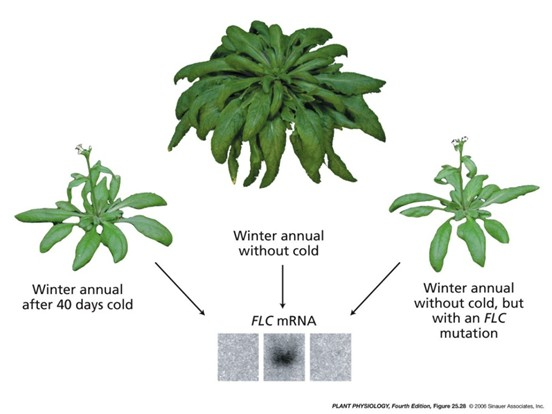 Winter annual
without cold
Winter annual
after 40 days cold
Winter annual
without cold, but
with an FLC
mutation
FLC mRNA
PLANT PHYSIOLOGY, Fourth Edition, Figure 25.28 © 2006 Sinauer Associates, Inc.